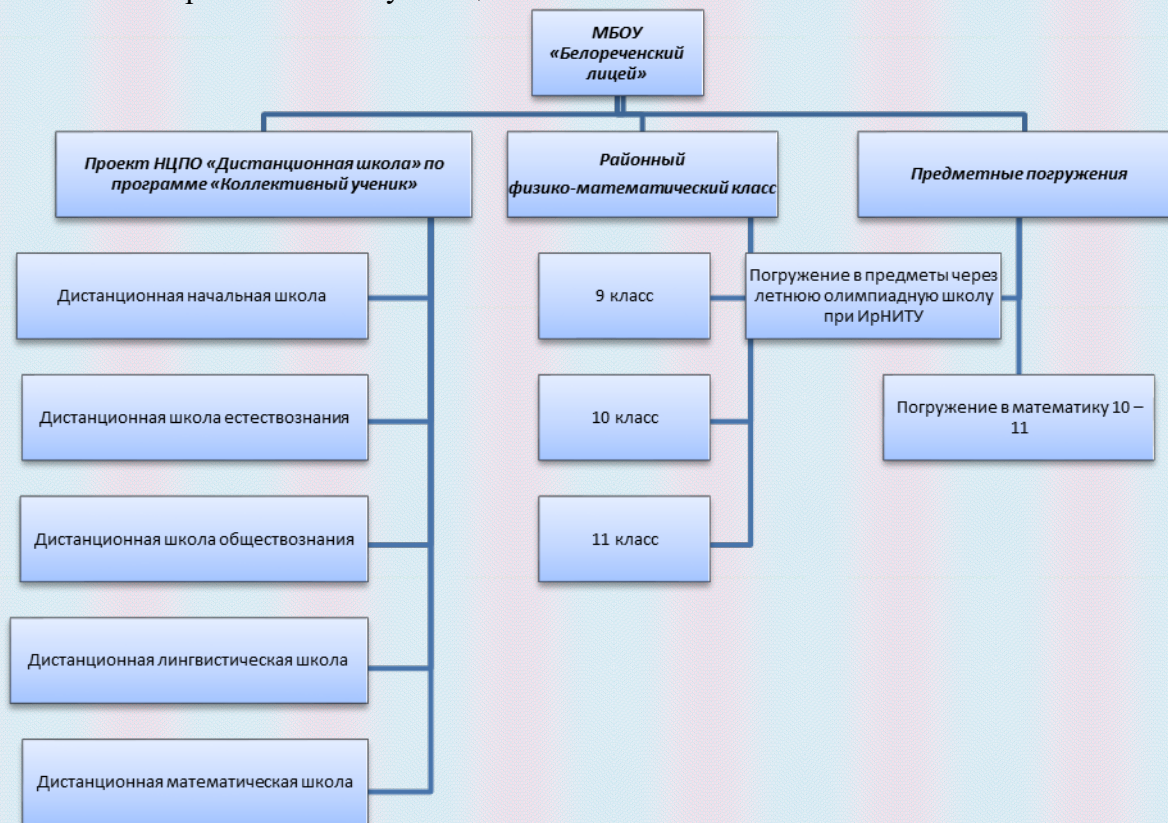 МБОУ
«Белореченский
лицей»
Проект НЦПО «Дистанционная школа» по
программе «Коллективный ученик»
Районный
физико-математический класс
Предметные погружения
Дистанционная начальная школа
Дистанционная школа естествознания
Дистанционная школа обществознания
Дистанционная лингвистическая школа
Дистанционная математическая школа
9 класс
10 класс
11 класс
Погружение в предметы через
летнюю олимпиадную школу
при ИрНИТУ
Погружение в математику 10 –
11